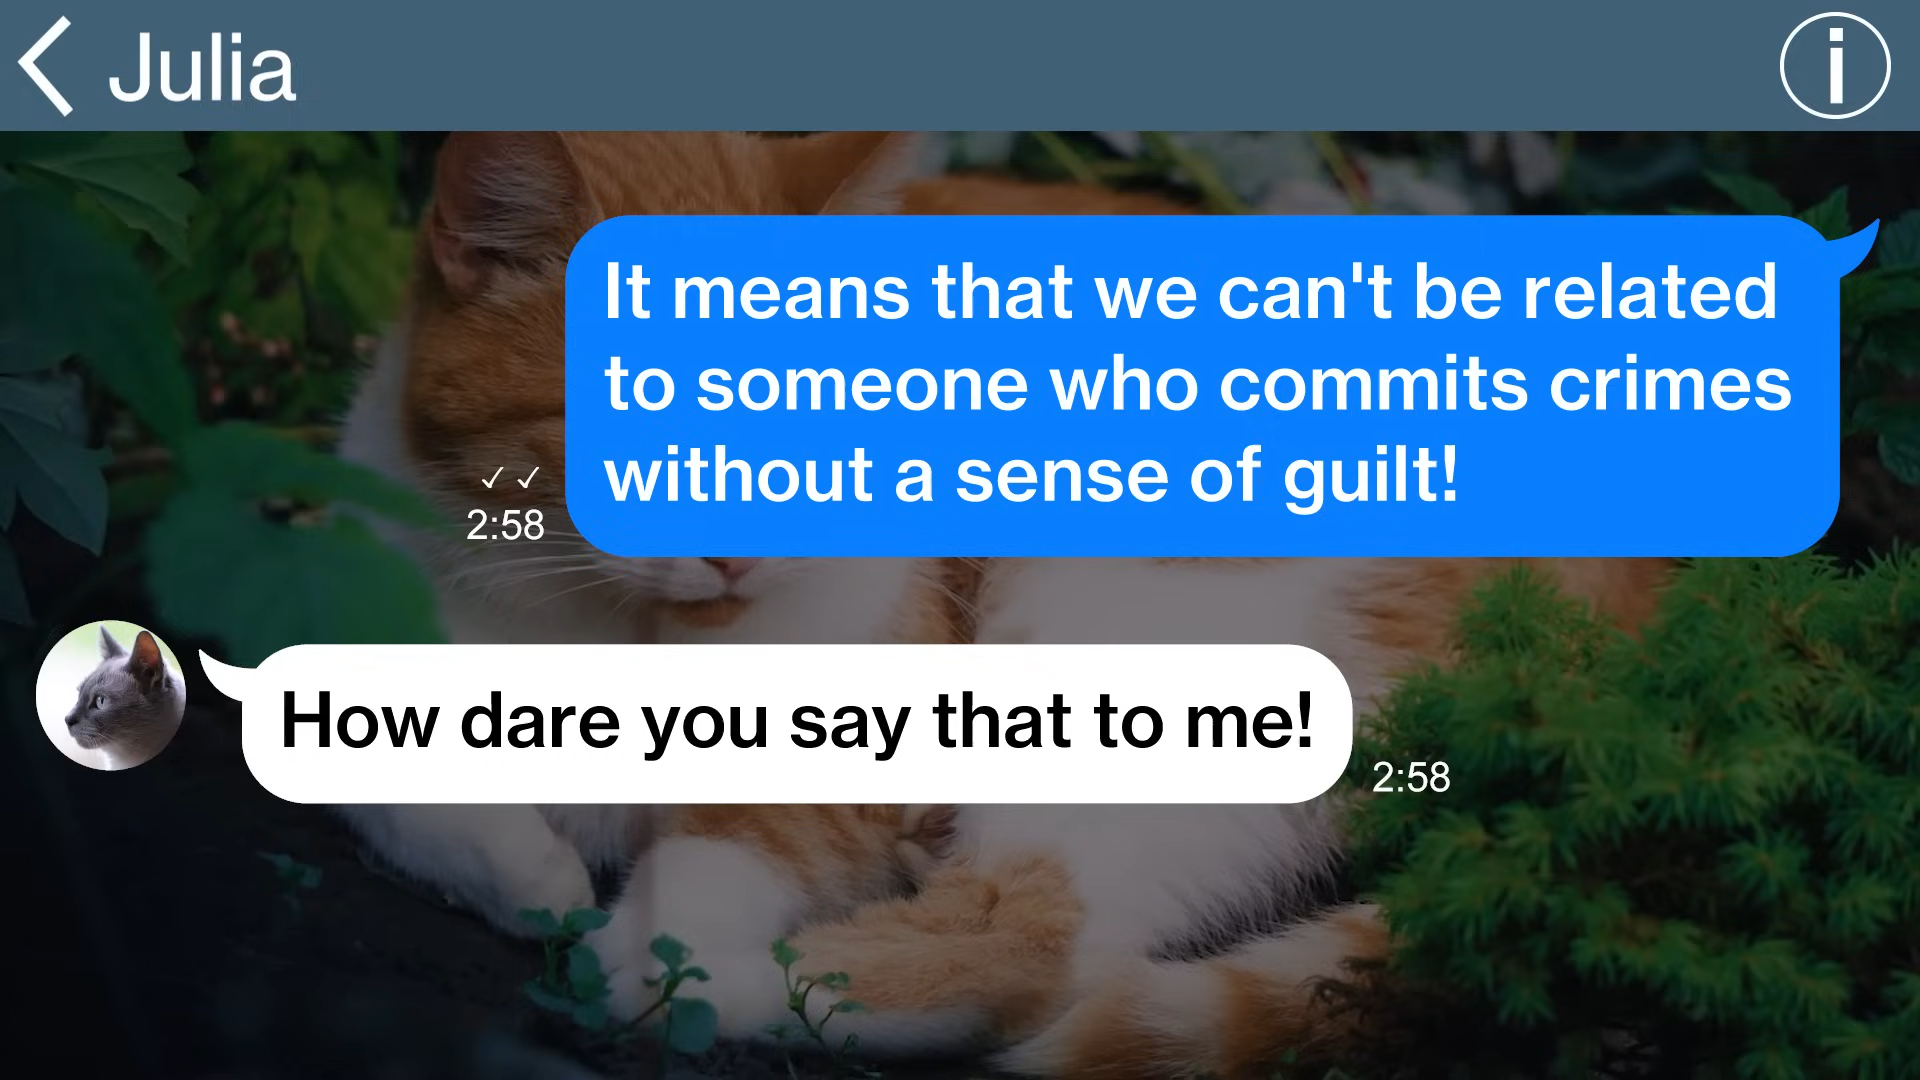 Julia
It means that we can't be related
to someone who commits crimes
without a sense of guilt!
✓ ✓
2:58
How dare you say that to me!
2:58